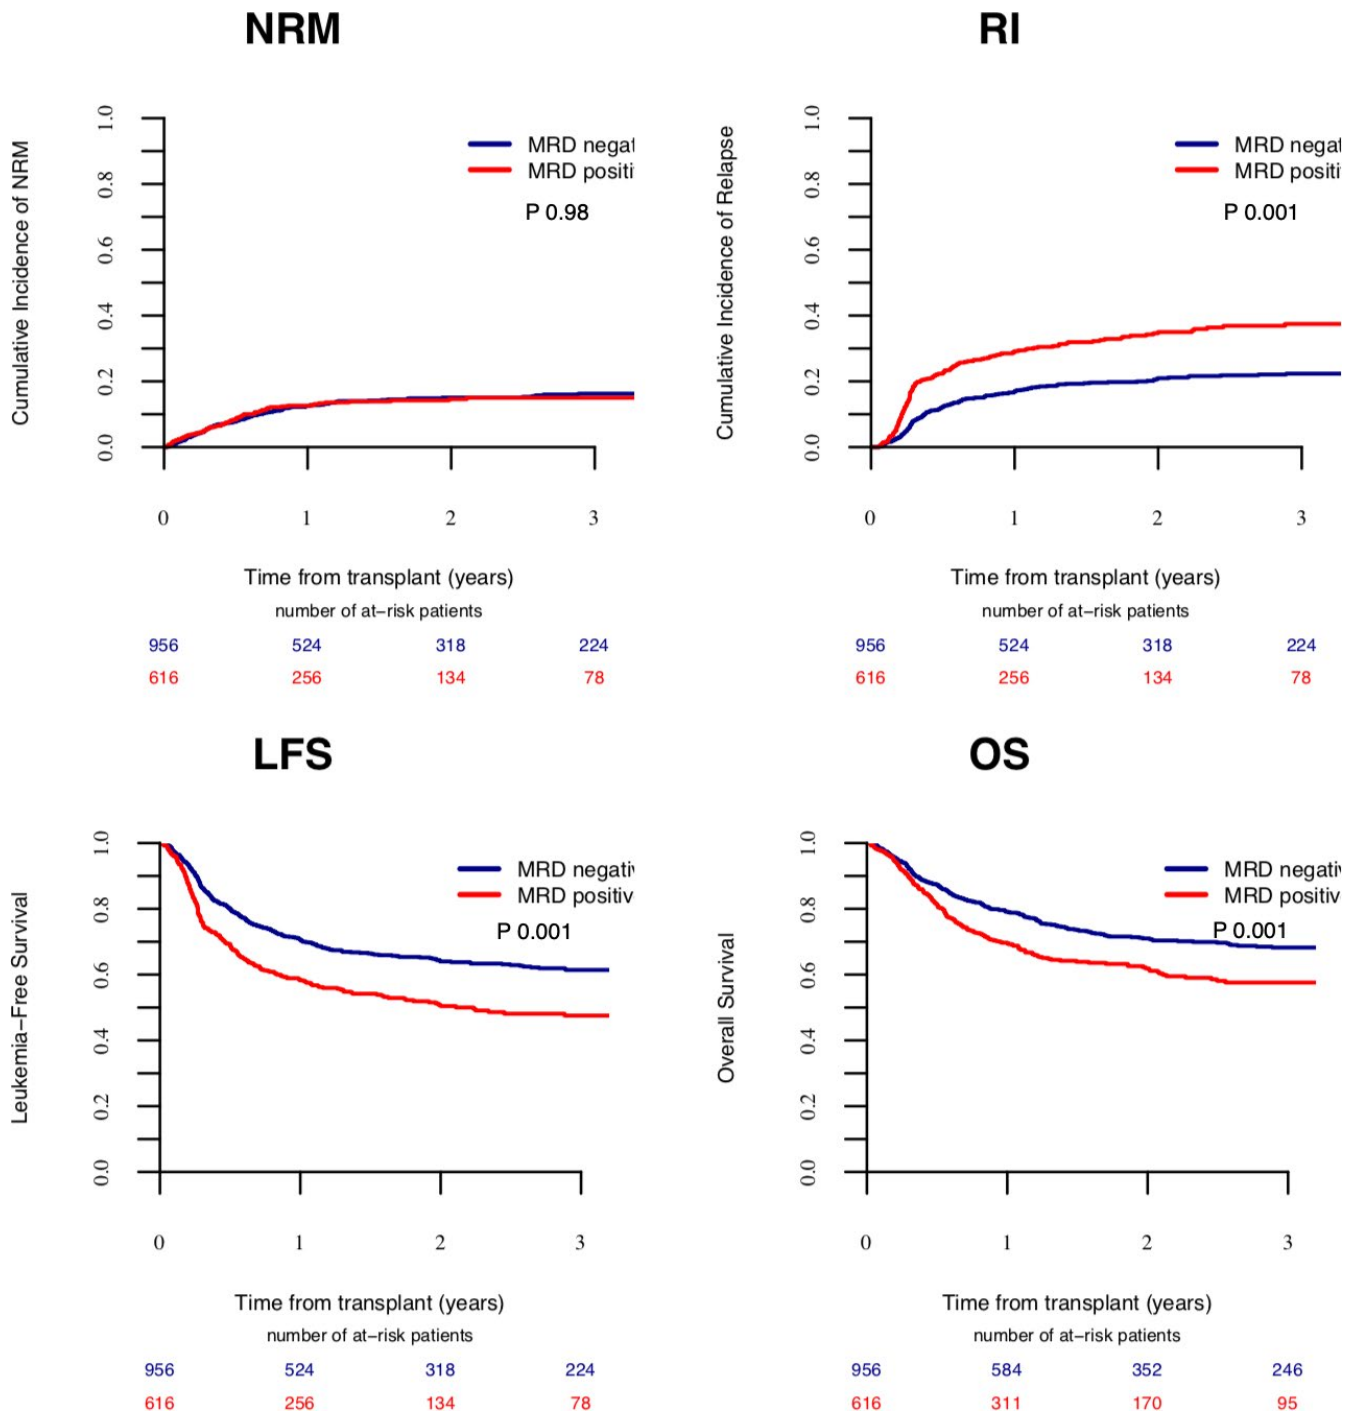 NRM
Cumulative Incidence of NRM
1.0
0.8
0.6
0.4
0.2
0.0
MRD negat
MRD positi
P 0.98
0 1 2 3
Time from transplant (years)
number of at−risk patients
956 524 318 224
616 256 134 78
RI
Cumulative Incidence of Relapse
1.0
0.8
0.6
0.4
0.2
0.0
MRD negat
MRD positi
P 0.001
0 1 2 3
Time from transplant (years)
number of at−risk patients
956 524 318 224
616 256 134 78
LFS
Leukemia−Free Survival
1.0
0.8
0.6
0.4
0.2
0.0
MRD negativ
MRD positiv
P 0.001
0 1 2 3
Time from transplant (years)
number of at−risk patients
956 524 318 224
616 256 134 78
OS
Overall Survival
1.0
0.8
0.6
0.4
0.2
0.0
MRD negativ
MRD positiv
P 0.001
0 1 2 3
Time from transplant (years)
number of at−risk patients
956 584 352 246
616 311 170 95